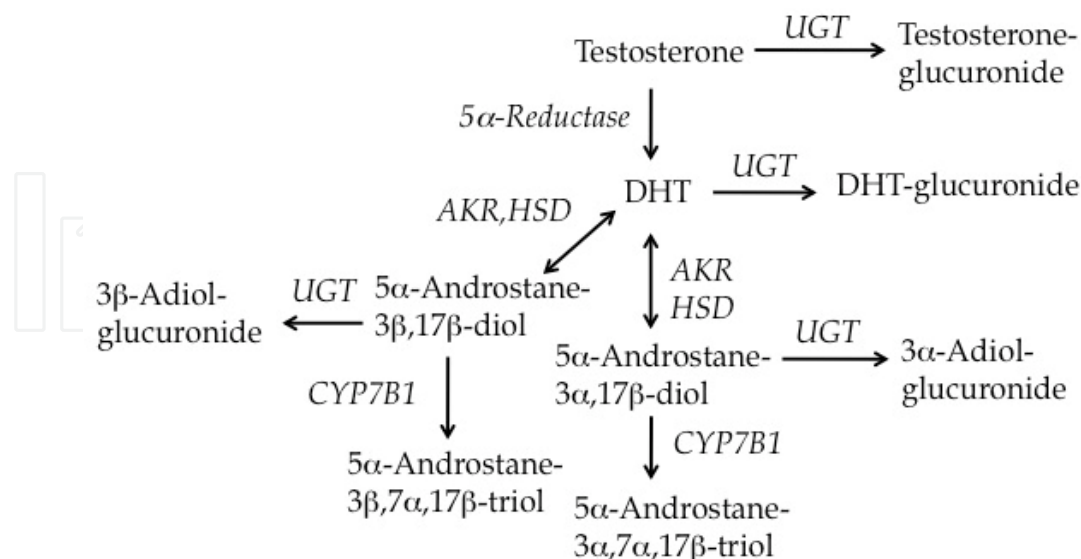 Testosterone
UGT
Testosterone-
glucuronide
5α-Reductase
DHT
UGT
DHT-glucuronide
AKR,HSD
AKR
HSD
3β-Adiol-
glucuronide
UGT
5α-Androstane-
3β,17β-diol
5α-Androstane-
3α,17β-diol
UGT
3α-Adiol-
glucuronide
CYP7B1
CYP7B1
5α-Androstane-
3β,7α,17β-triol
5α-Androstane-
3α,7α,17β-triol